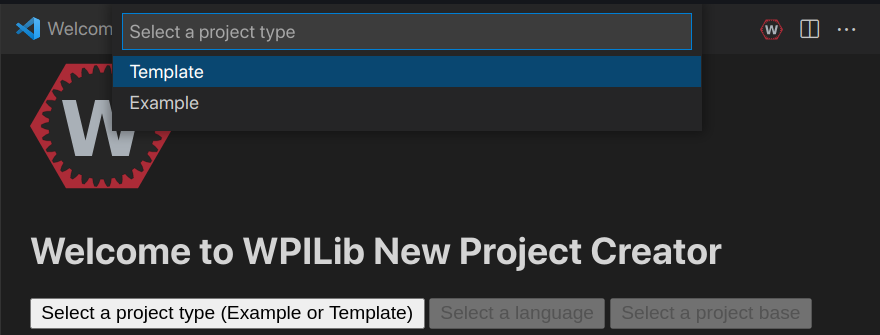 Welcom
Select a project type
Template
Example
W
W
Welcome to WPILib New Project Creator
Select a project type (Example or Template) Select a language Select a project base